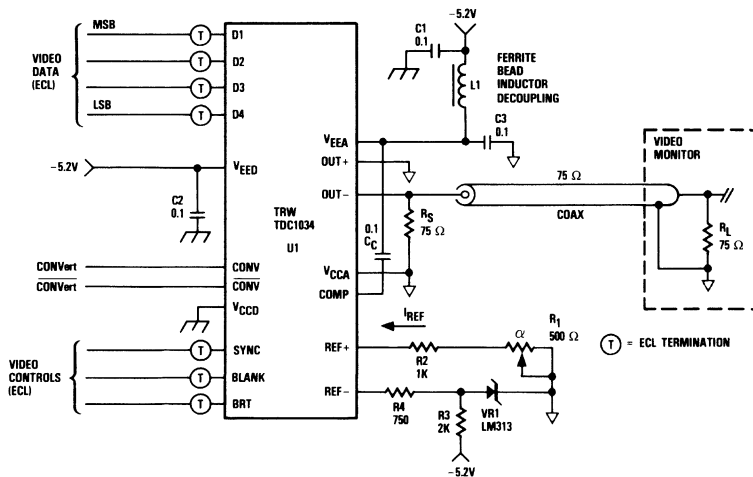 −5.2V
C1
0.1
FERRITE
BEAD
INDUCTOR
DECOUPLING
L1
C3
0.1
MSB
LSB
VIDEO
DATA
(ECL)
T
T
T
T
D1
D2
D3
D4
−5.2V
VEED
C2
0.1
TRW
TDC1034
U1
VEEA
OUT+
OUT−
RS
75 Ω
0.1
CC
VCCA
COMP
75 Ω
COAX
VIDEO
MONITOR
RL
75 Ω
CONVert
CONVert
CONV
CONV
VCCD
VIDEO
CONTROLS
(ECL)
T
T
T
SYNC
BLANK
BRT
IREF
REF+
R2
1K
α
R1
500 Ω
REF−
R4
750
R3
2K
VR1
LM313
−5.2V
T = ECL TERMINATION